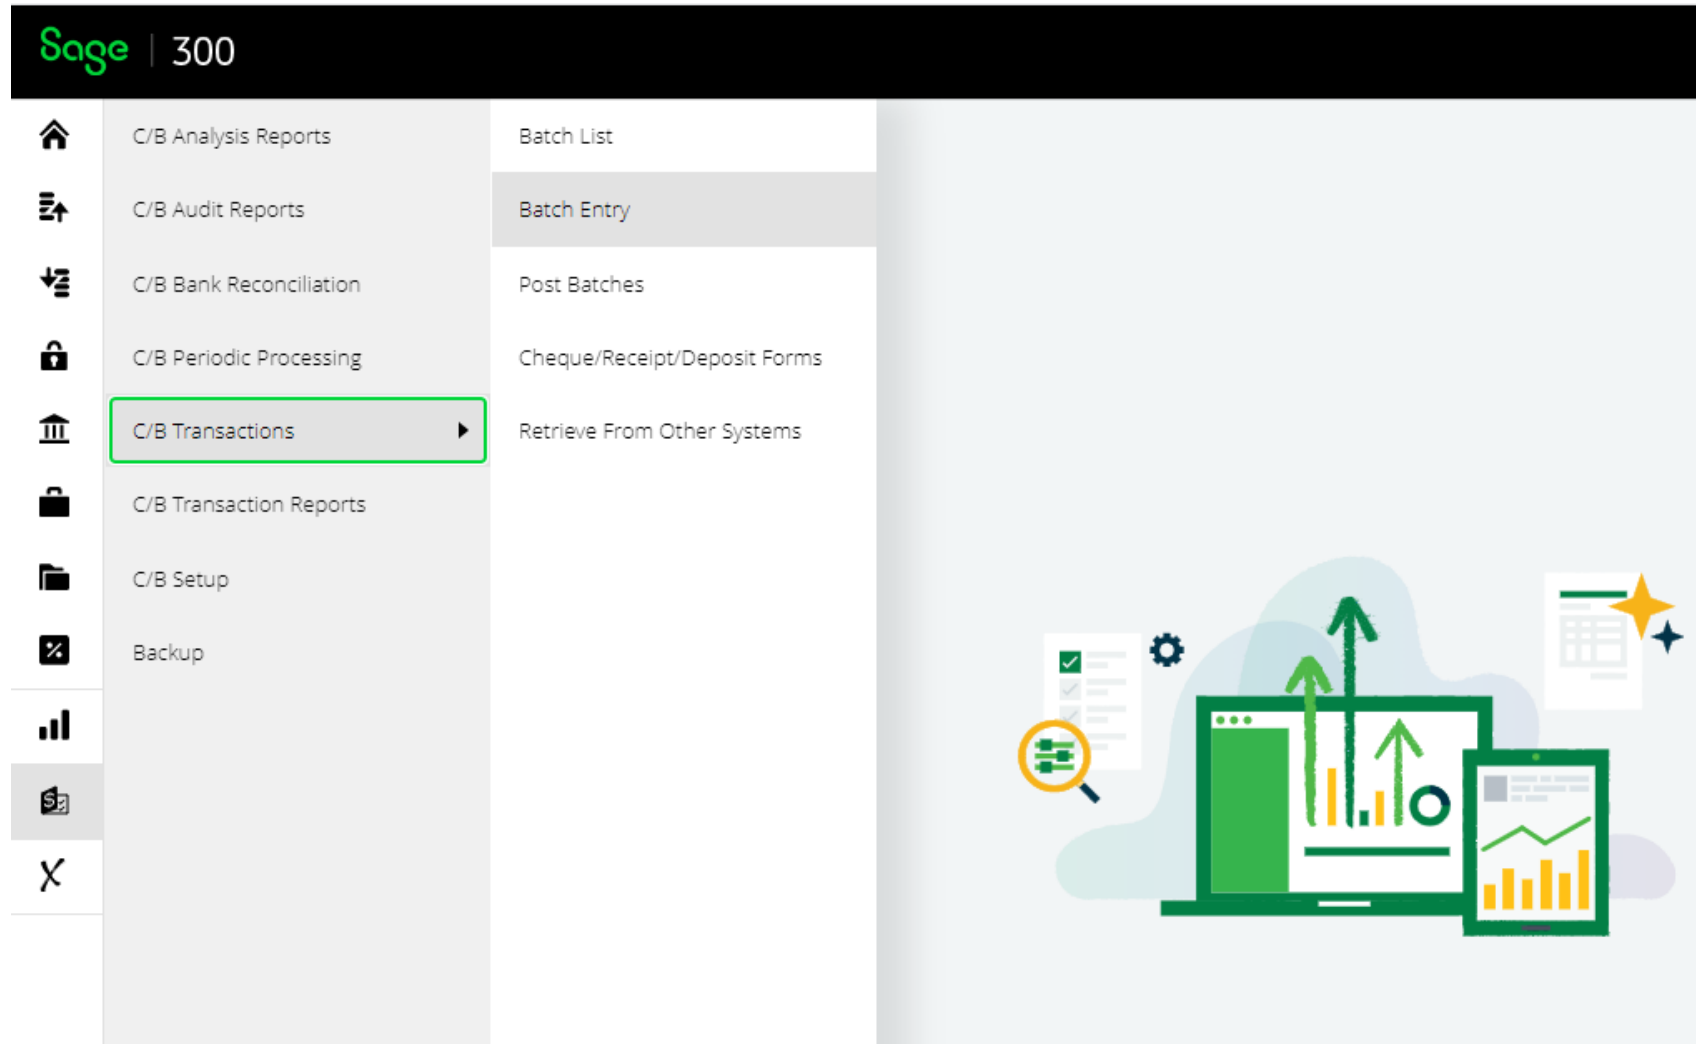 Sage | 300
C/B Analysis Reports
C/B Audit Reports
C/B Bank Reconciliation
C/B Periodic Processing
C/B Transactions
C/B Transaction Reports
C/B Setup
Backup
Batch List
Batch Entry
Post Batches
Cheque/Receipt/Deposit Forms
Retrieve From Other Systems